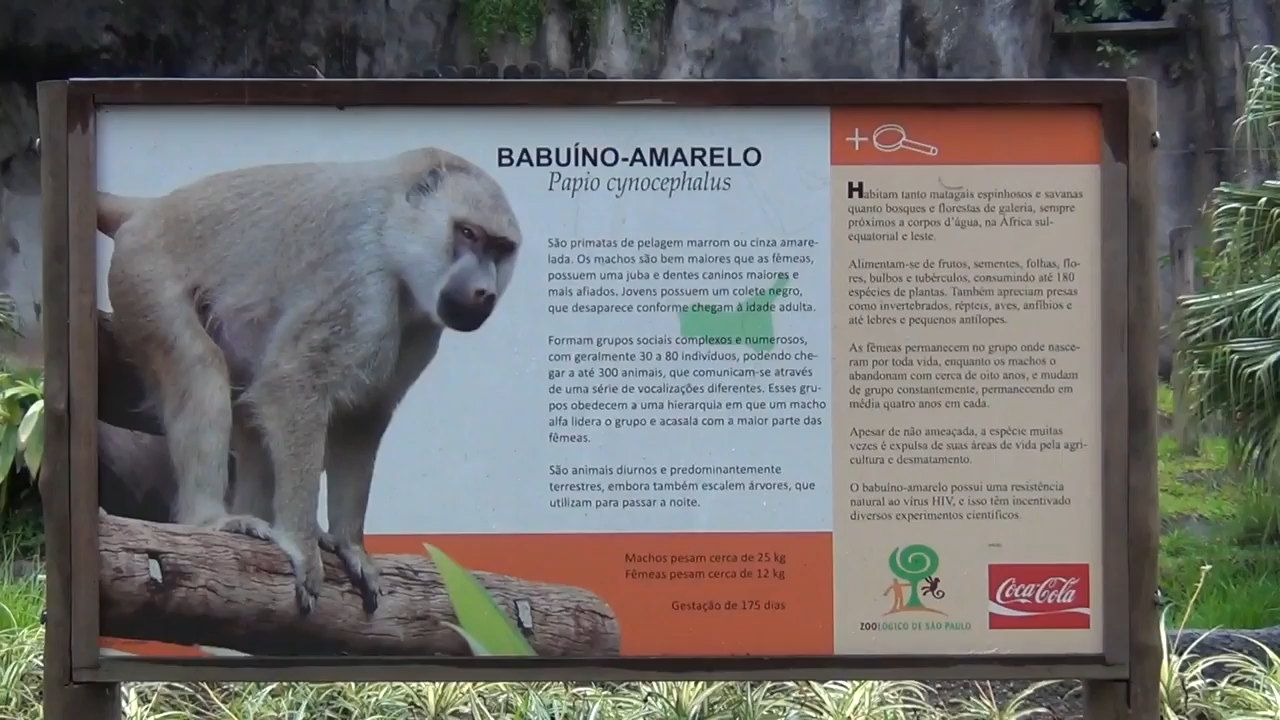 BABUÍNO-AMARELO
Papio cynocephalus
São primatas de pelagem marrom ou cinza amare-
lada. Os machos são bem maiores que as fêmeas,
possuem uma juba e dentes caninos maiores e
mais afiados. Jovens possuem um colete negro,
que desaparece conforme chegam à idade adulta.
Formam grupos sociais complexos e numerosos,
com geralmente 30 a 80 indivíduos, podendo che-
gar a até 300 animais, que comunicam-se através
de uma série de vocalizações diferentes. Esses gru-
pos obedecem a uma hierarquia em que um macho
alfa lidera o grupo e acasala com a maior parte das
fêmeas.
São animais diurnos e predominantemente
terrestres, embora também escalem árvores, que
utilizam para passar a noite.
Machos pesam cerca de 25 kg
Fêmeas pesam cerca de 12 kg
Gestação de 175 dias
+
Habitam tanto matagais espinhosos e savanas
quanto bosques e florestas de galeria, sempre
próximos a corpos d'água, na África sul-
equatorial e leste.
Alimentam-se de frutos, sementes, folhas, flo-
res, bulbos e tubérculos, consumindo até 180
espécies de plantas. Também apreciam presas
como invertebrados, répteis, aves, anfíbios e
até lebres e pequenos antílopes.
As fêmeas permanecem no grupo onde nasce-
ram por toda vida, enquanto os machos o
abandonam com cerca de oito anos, e mudam
de grupo constantemente, permanecendo em
média quatro anos em cada.
Apesar de não ameaçada, a espécie muitas
vezes é expulsa de suas áreas de vida pela agri-
cultura e desmatamento.
O babuíno-amarelo possui uma resistência
natural ao vírus HIV, e isso têm incentivado
diversos experimentos científicos.
ZOOLÓGICO DE SÃO PAULO
Coca-Cola